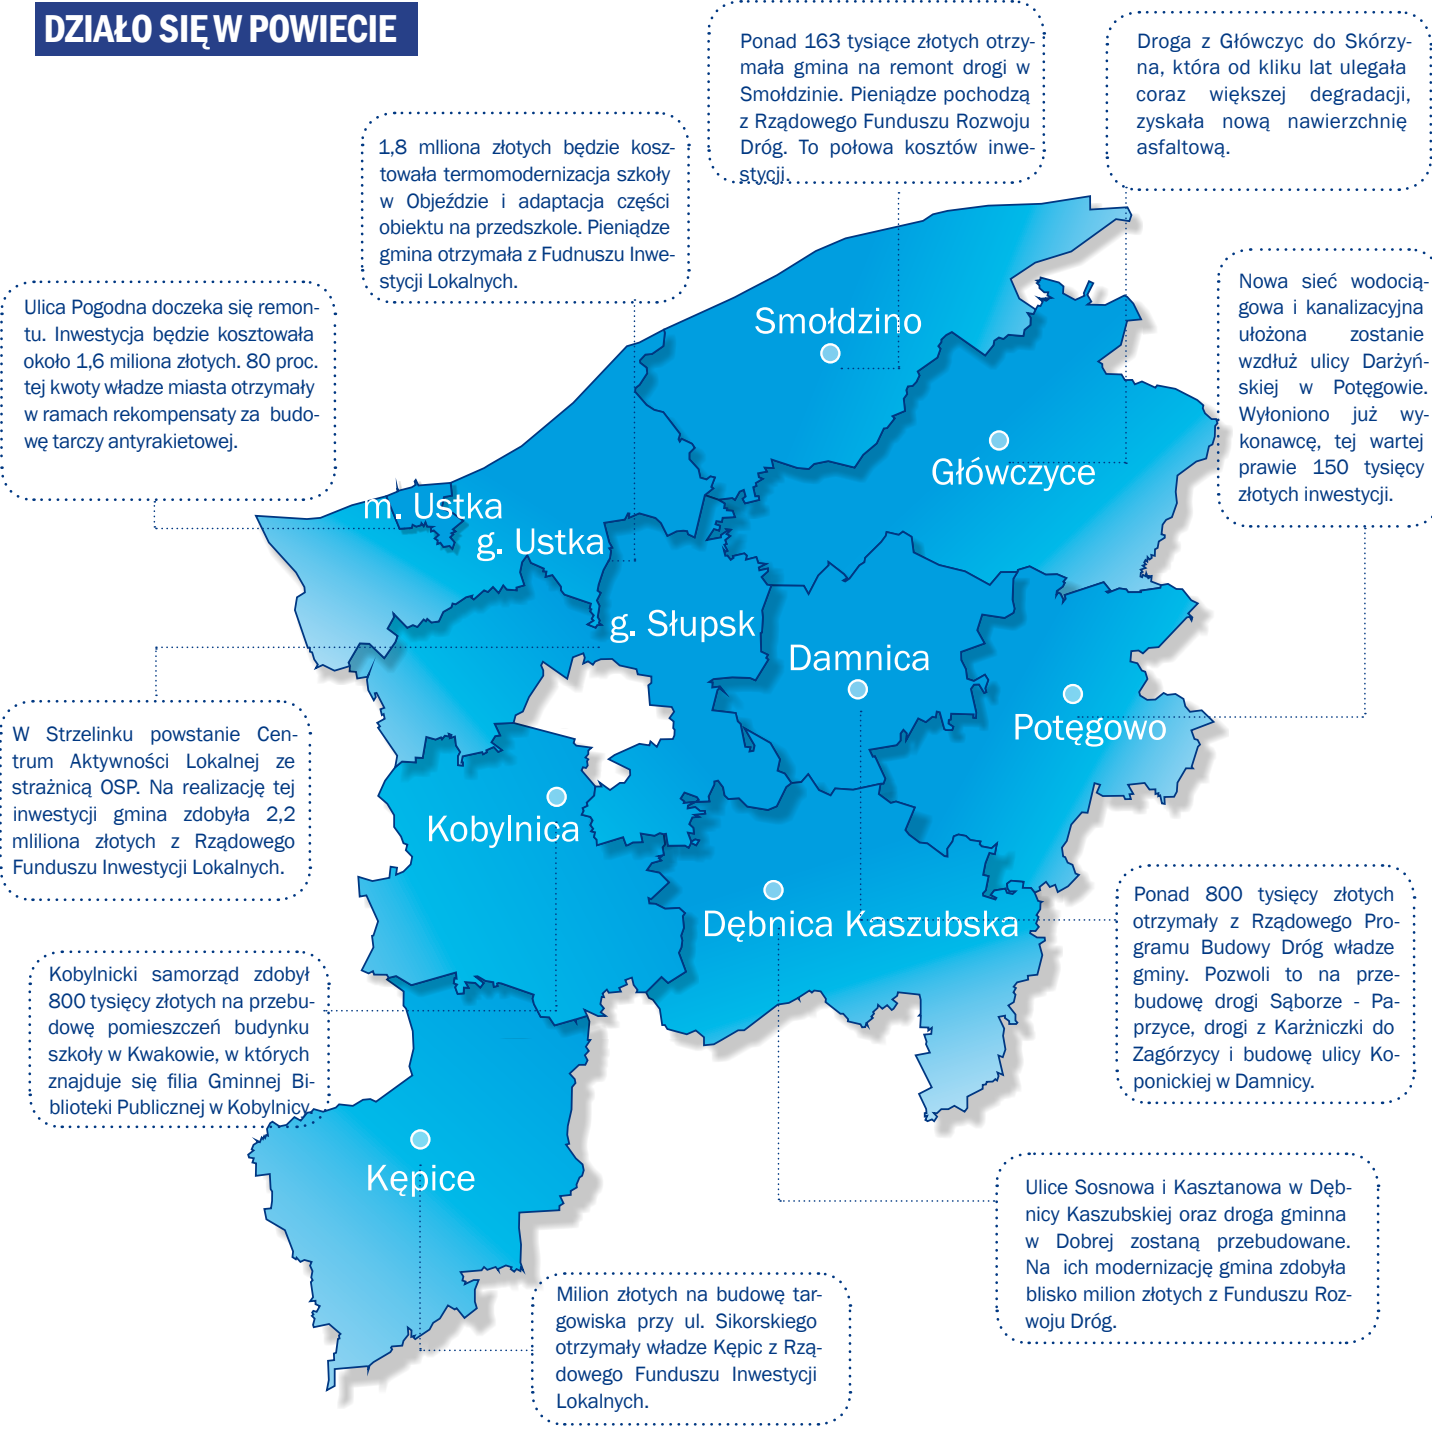 DZIAŁO SIĘ W POWIECIE
Ponad 163 tysiące złotych otrzy-
mała gmina na remont drogi w
Smołdzinie. Pieniądze pochodzą
z Rządowego Funduszu Rozwoju
Dróg. To połowa kosztów inwe-
stycji.
Droga z Główczyc do Skórzy-
na, która od kliku lat ulegała
coraz większej degradacji,
zyskała nową nawierzchnię
asfaltową.
1,8 mlliona złotych będzie kosz-
towała termomodernizacja szkoły
w Objeździe i adaptacja części
obiektu na przedszkole. Pieniądze
gmina otrzymała z Fudnuszu Inwe-
stycji Lokalnych.
Ulica Pogodna doczeka się remon-
tu. Inwestycja będzie kosztowała
około 1,6 miliona złotych. 80 proc.
tej kwoty władze miasta otrzymały
w ramach rekompensaty za budo-
wę tarczy antyrakietowej.
Nowa sieć wodocią-
gowa i kanalizacyjna
ułożona zostanie
wzdłuż ulicy Darżyń-
skiej w Potęgowie.
Wyłoniono już wy-
konawcę, tej wartej
prawie 150 tysięcy
złotych inwestycji.
Smołdzino
Główczyce
m. Ustka
g. Ustka
g. Słupsk
Damnica
Potęgowo
Kobylnica
Dębnica Kaszubska
Kępice
W Strzelinku powstanie Cen-
trum Aktywności Lokalnej ze
strażnicą OSP. Na realizację tej
inwestycji gmina zdobyła 2,2
mliliona złotych z Rządowego
Funduszu Inwestycji Lokalnych.
Kobylnicki samorząd zdobył
800 tysięcy złotych na przebu-
dowę pomieszczeń budynku
szkoły w Kwakowie, w których
znajduje się filia Gminnej Bi-
blioteki Publicznej w Kobylnicy.
Ponad 800 tysięcy złotych
otrzymały z Rządowego Pro-
gramu Budowy Dróg władze
gminy. Pozwoli to na prze-
budowę drogi Sąborze - Pa-
przyce, drogi z Karżniczki do
Zagórzycy i budowę ulicy Ko-
ponickiej w Damnicy.
Ulice Sosnowa i Kasztanowa w Dęb-
nicy Kaszubskiej oraz droga gminna
w Dobrej zostaną przebudowane.
Na ich modernizację gmina zdobyła
blisko milion złotych z Funduszu Roz-
woju Dróg.
Milion złotych na budowę tar-
gowiska przy ul. Sikorskiego
otrzymały władze Kępic z Rzą-
dowego Funduszu Inwestycji
Lokalnych.